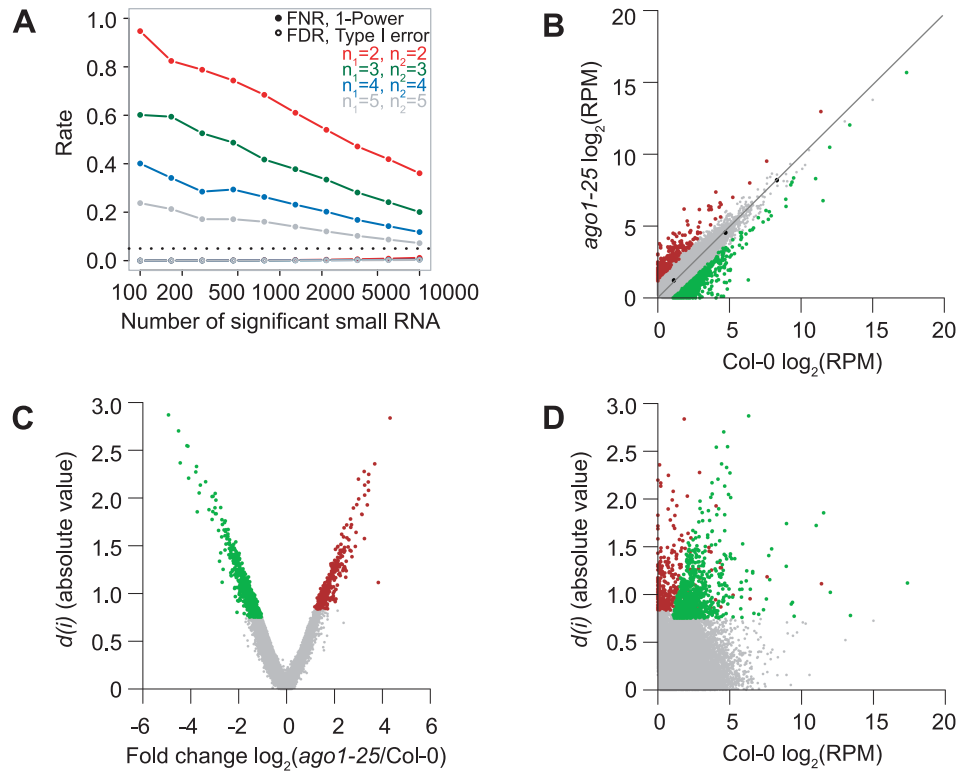 A
FNR, 1-Power
FDR, Type I error
n1=2, n2=2
n1=3, n2=3
n1=4, n2=4
n1=5, n2=5
Rate
1.0
0.8
0.6
0.4
0.2
0.0
100 200 500 1000 2000 5000 10000
Number of significant small RNA
B
ago1-25 log2(RPM)
20
15
10
5
0
0 5 10 15 20
Col-0 log2(RPM)
C
d(i) (absolute value)
3.0
2.5
2.0
1.5
1.0
0.5
0
-6 -4 -2 0 2 4 6
Fold change log2(ago1-25/Col-0)
D
d(i) (absolute value)
3.0
2.5
2.0
1.5
1.0
0.5
0
0 5 10 15 20
Col-0 log2(RPM)